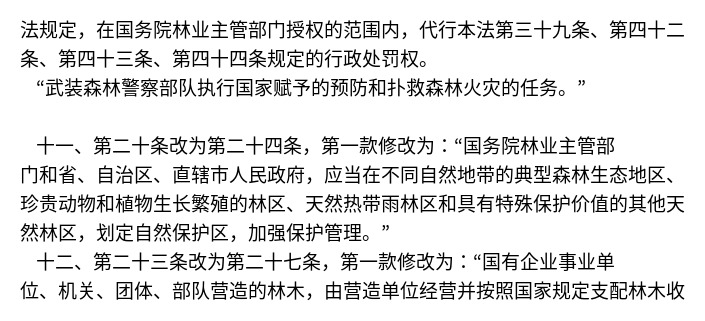 法规定，在国务院林业主管部门授权的范围内，代行本法第三十九条、第四十二
条、第四十三条、第四十四条规定的行政处罚权。
“武装森林警察部队执行国家赋予的预防和扑救森林火灾的任务。”
十一、第二十条改为第二十四条，第一款修改为：“国务院林业主管部
门和省、自治区、直辖市人民政府，应当在不同自然地带的典型森林生态地区、
珍贵动物和植物生长繁殖的林区、天然热带雨林区和具有特殊保护价值的其他天
然林区，划定自然保护区，加强保护管理。”
十二、第二十三条改为第二十七条，第一款修改为：“国有企业事业单
位、机关、团体、部队营造的林木，由营造单位经营并按照国家规定支配林木收